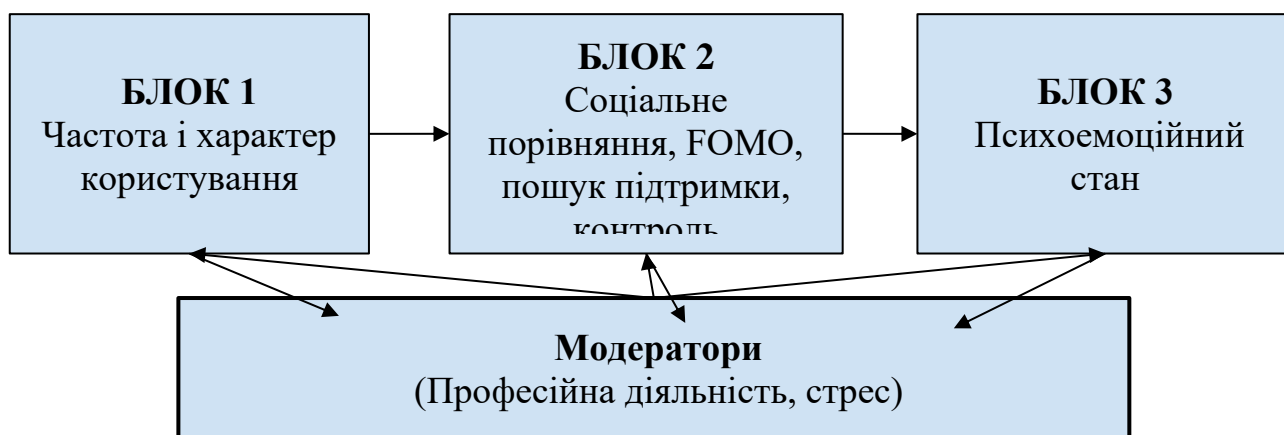 БЛОК 1
Частота і характер
користування
БЛОК 2
Соціальне
порівняння, FOMO,
пошук підтримки,
контроль
БЛОК 3
Психоемоційний
стан
Модератори
(Професійна діяльність, стрес)